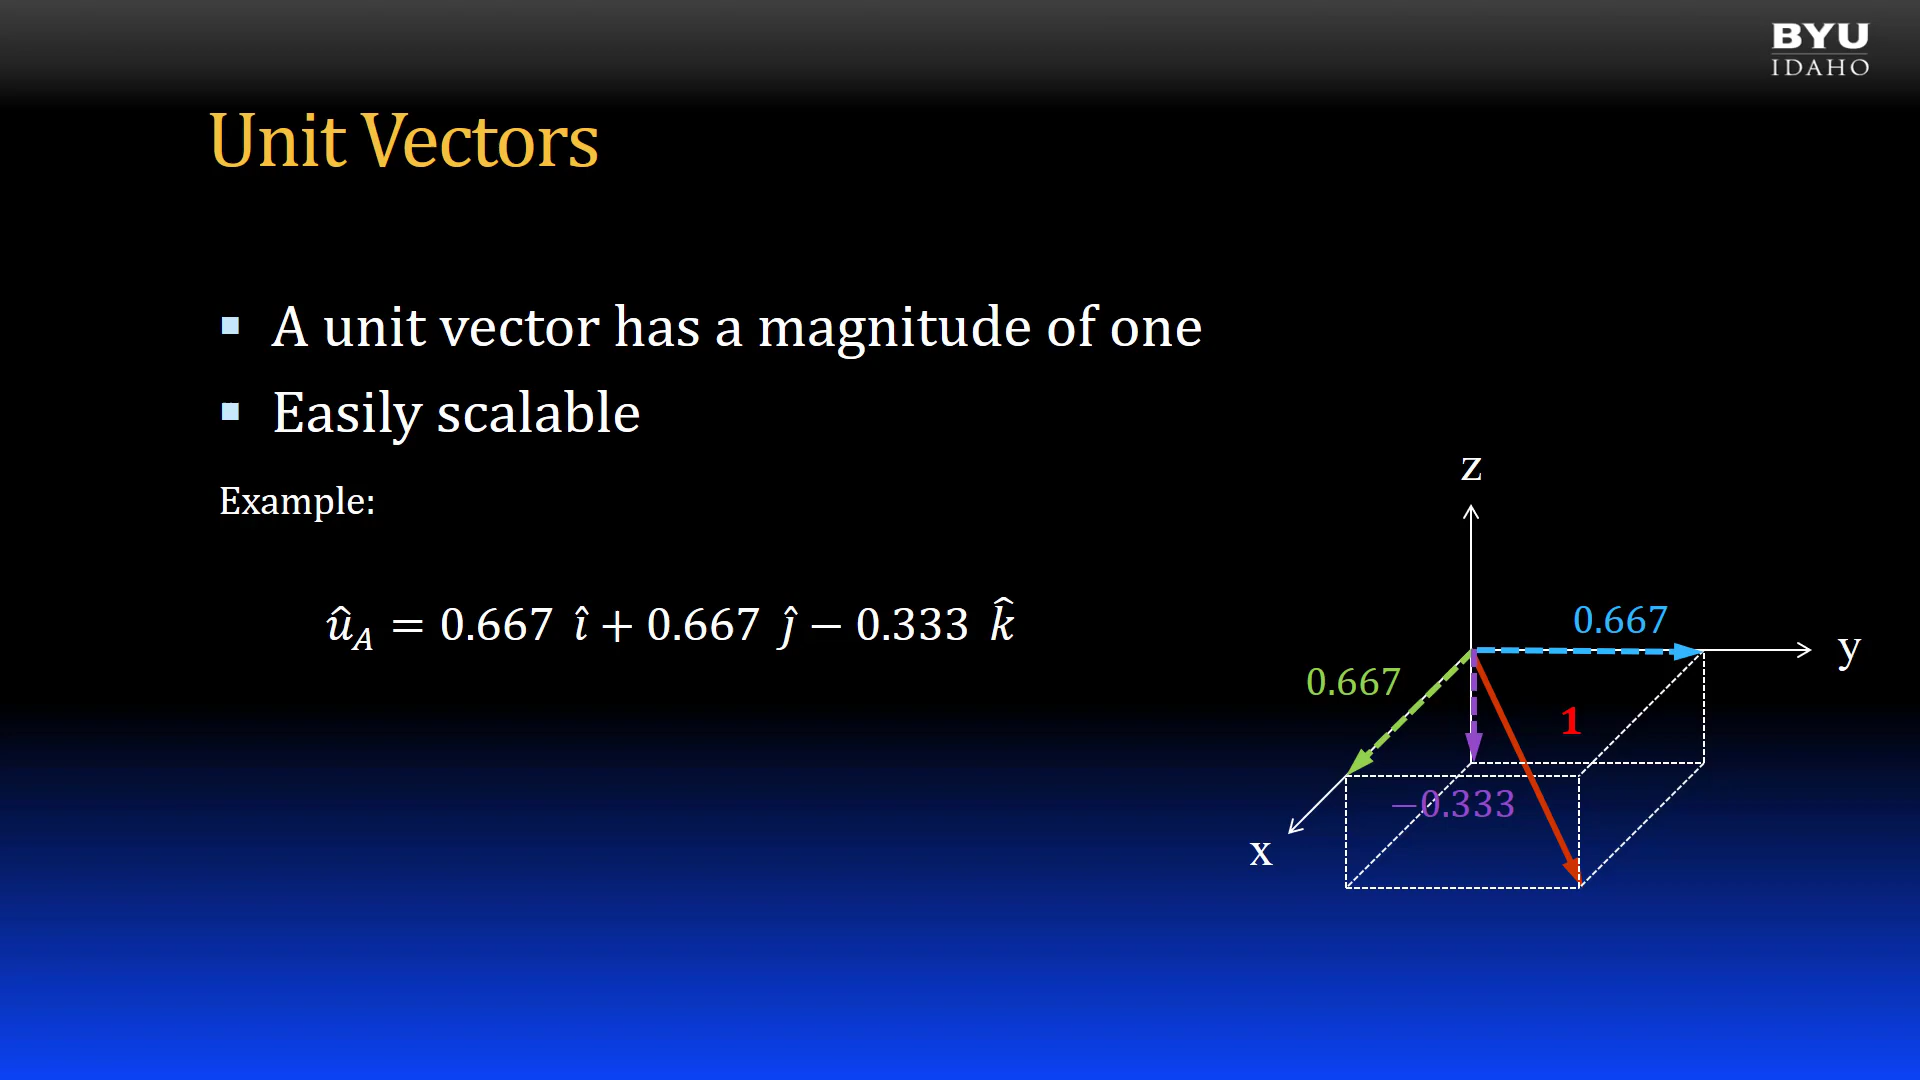 BYU
IDAHO
Unit Vectors
▪ A unit vector has a magnitude of one
▪ Easily scalable
Example:
û_A = 0.667 î + 0.667 ĵ − 0.333 k̂
z
0.667
y
0.667
1
−0.333
x